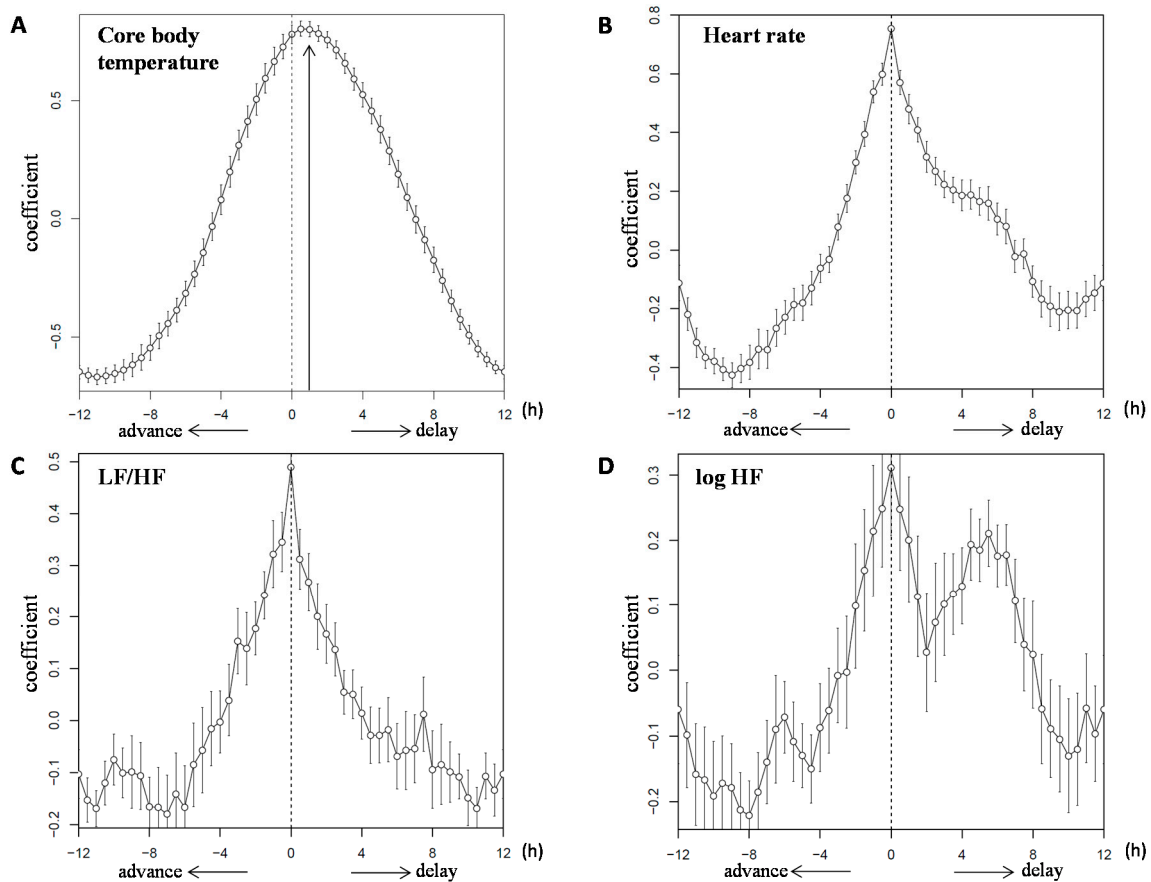 A
Core body
temperature
coefficient
0.5
0.0
−0.5
−12
−8
−4
0
4
8
12
(h)
advance
delay
B
Heart rate
coefficient
0.8
0.6
0.4
0.2
0.0
−0.2
−0.4
−12
−8
−4
0
4
8
12
(h)
advance
delay
C
LF/HF
coefficient
0.5
0.4
0.3
0.2
0.1
0.0
−0.1
−0.2
−12
−8
−4
0
4
8
12
(h)
advance
delay
D
log HF
coefficient
0.3
0.2
0.1
0.0
−0.1
−0.2
−12
−8
−4
0
4
8
12
(h)
advance
delay